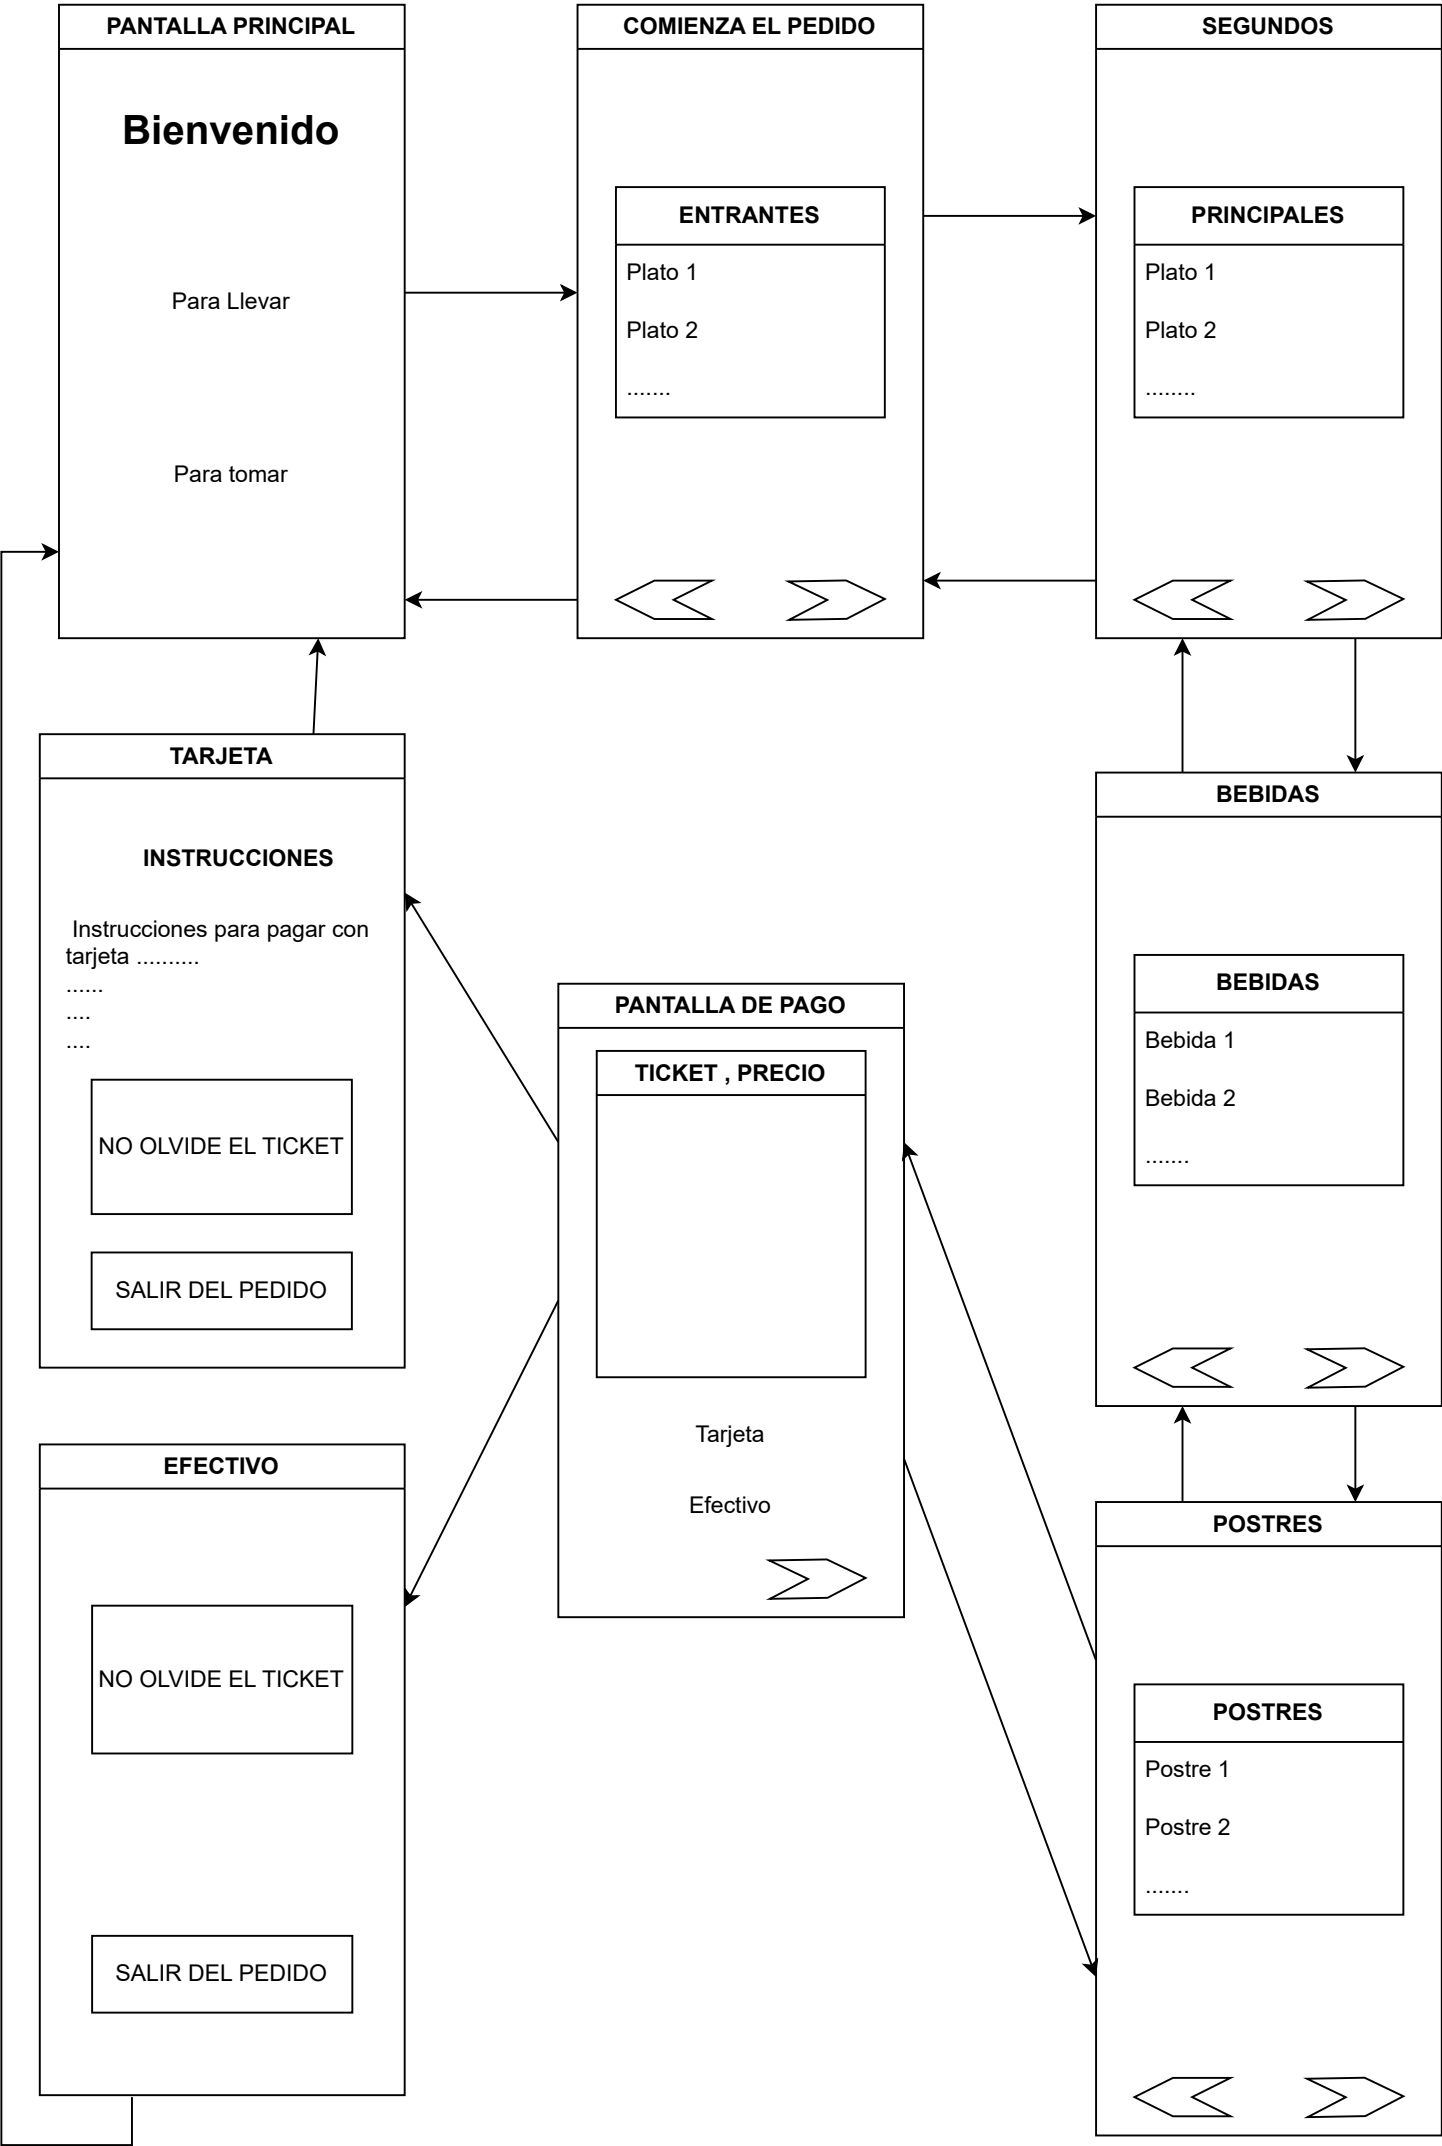 PANTALLA PRINCIPAL
Bienvenido
Para Llevar
Para tomar
COMIENZA EL PEDIDO
ENTRANTES
Plato 1
Plato 2
.......
SEGUNDOS
PRINCIPALES
Plato 1
Plato 2
........
TARJETA
INSTRUCCIONES
Instrucciones para pagar con
tarjeta ..........
......
....
....
NO OLVIDE EL TICKET
SALIR DEL PEDIDO
PANTALLA DE PAGO
TICKET , PRECIO
Tarjeta
Efectivo
BEBIDAS
BEBIDAS
Bebida 1
Bebida 2
.......
EFECTIVO
NO OLVIDE EL TICKET
SALIR DEL PEDIDO
POSTRES
POSTRES
Postre 1
Postre 2
.......